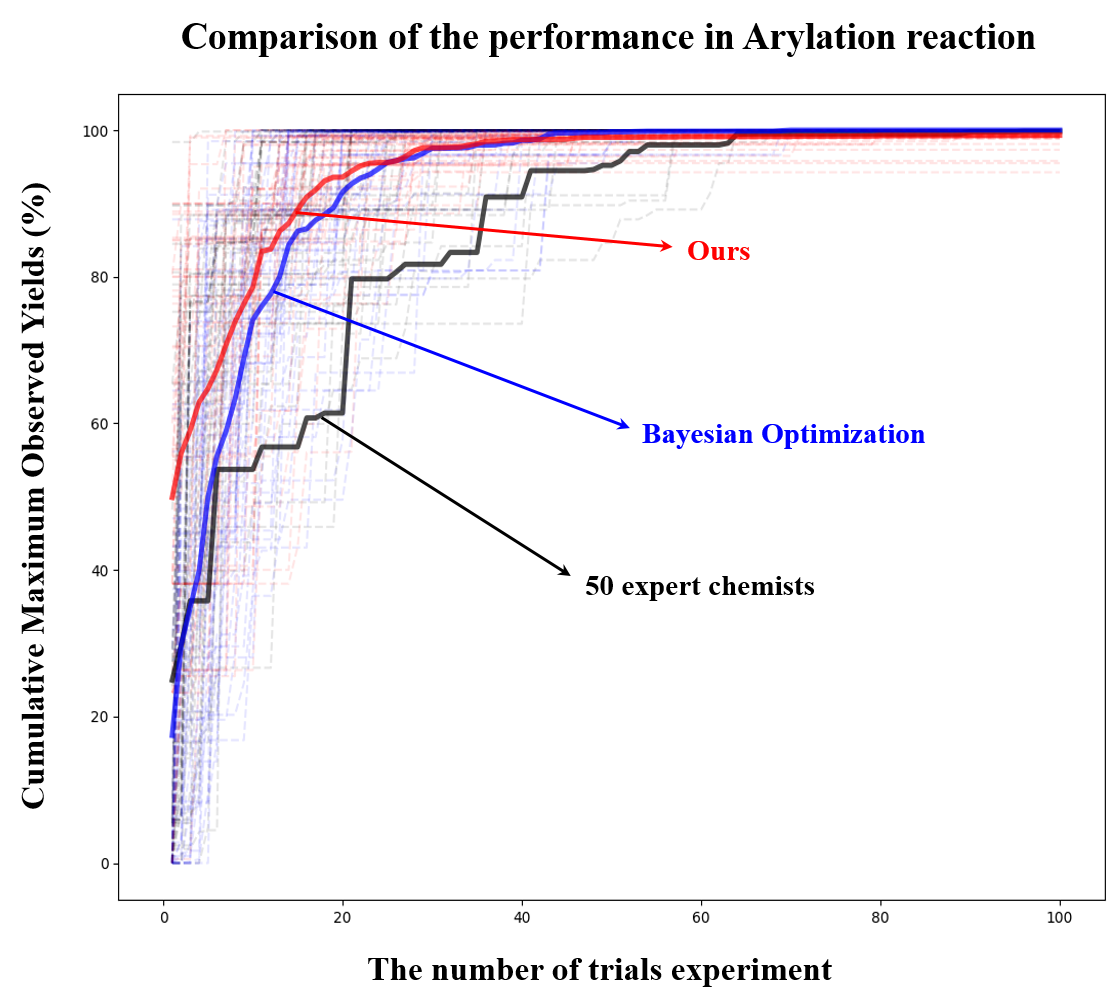 Comparison of the performance in Arylation reaction
Cumulative Maximum Observed Yields (%)
100
80
60
40
20
0
Ours
Bayesian Optimization
50 expert chemists
0
20
40
60
80
100
The number of trials experiment